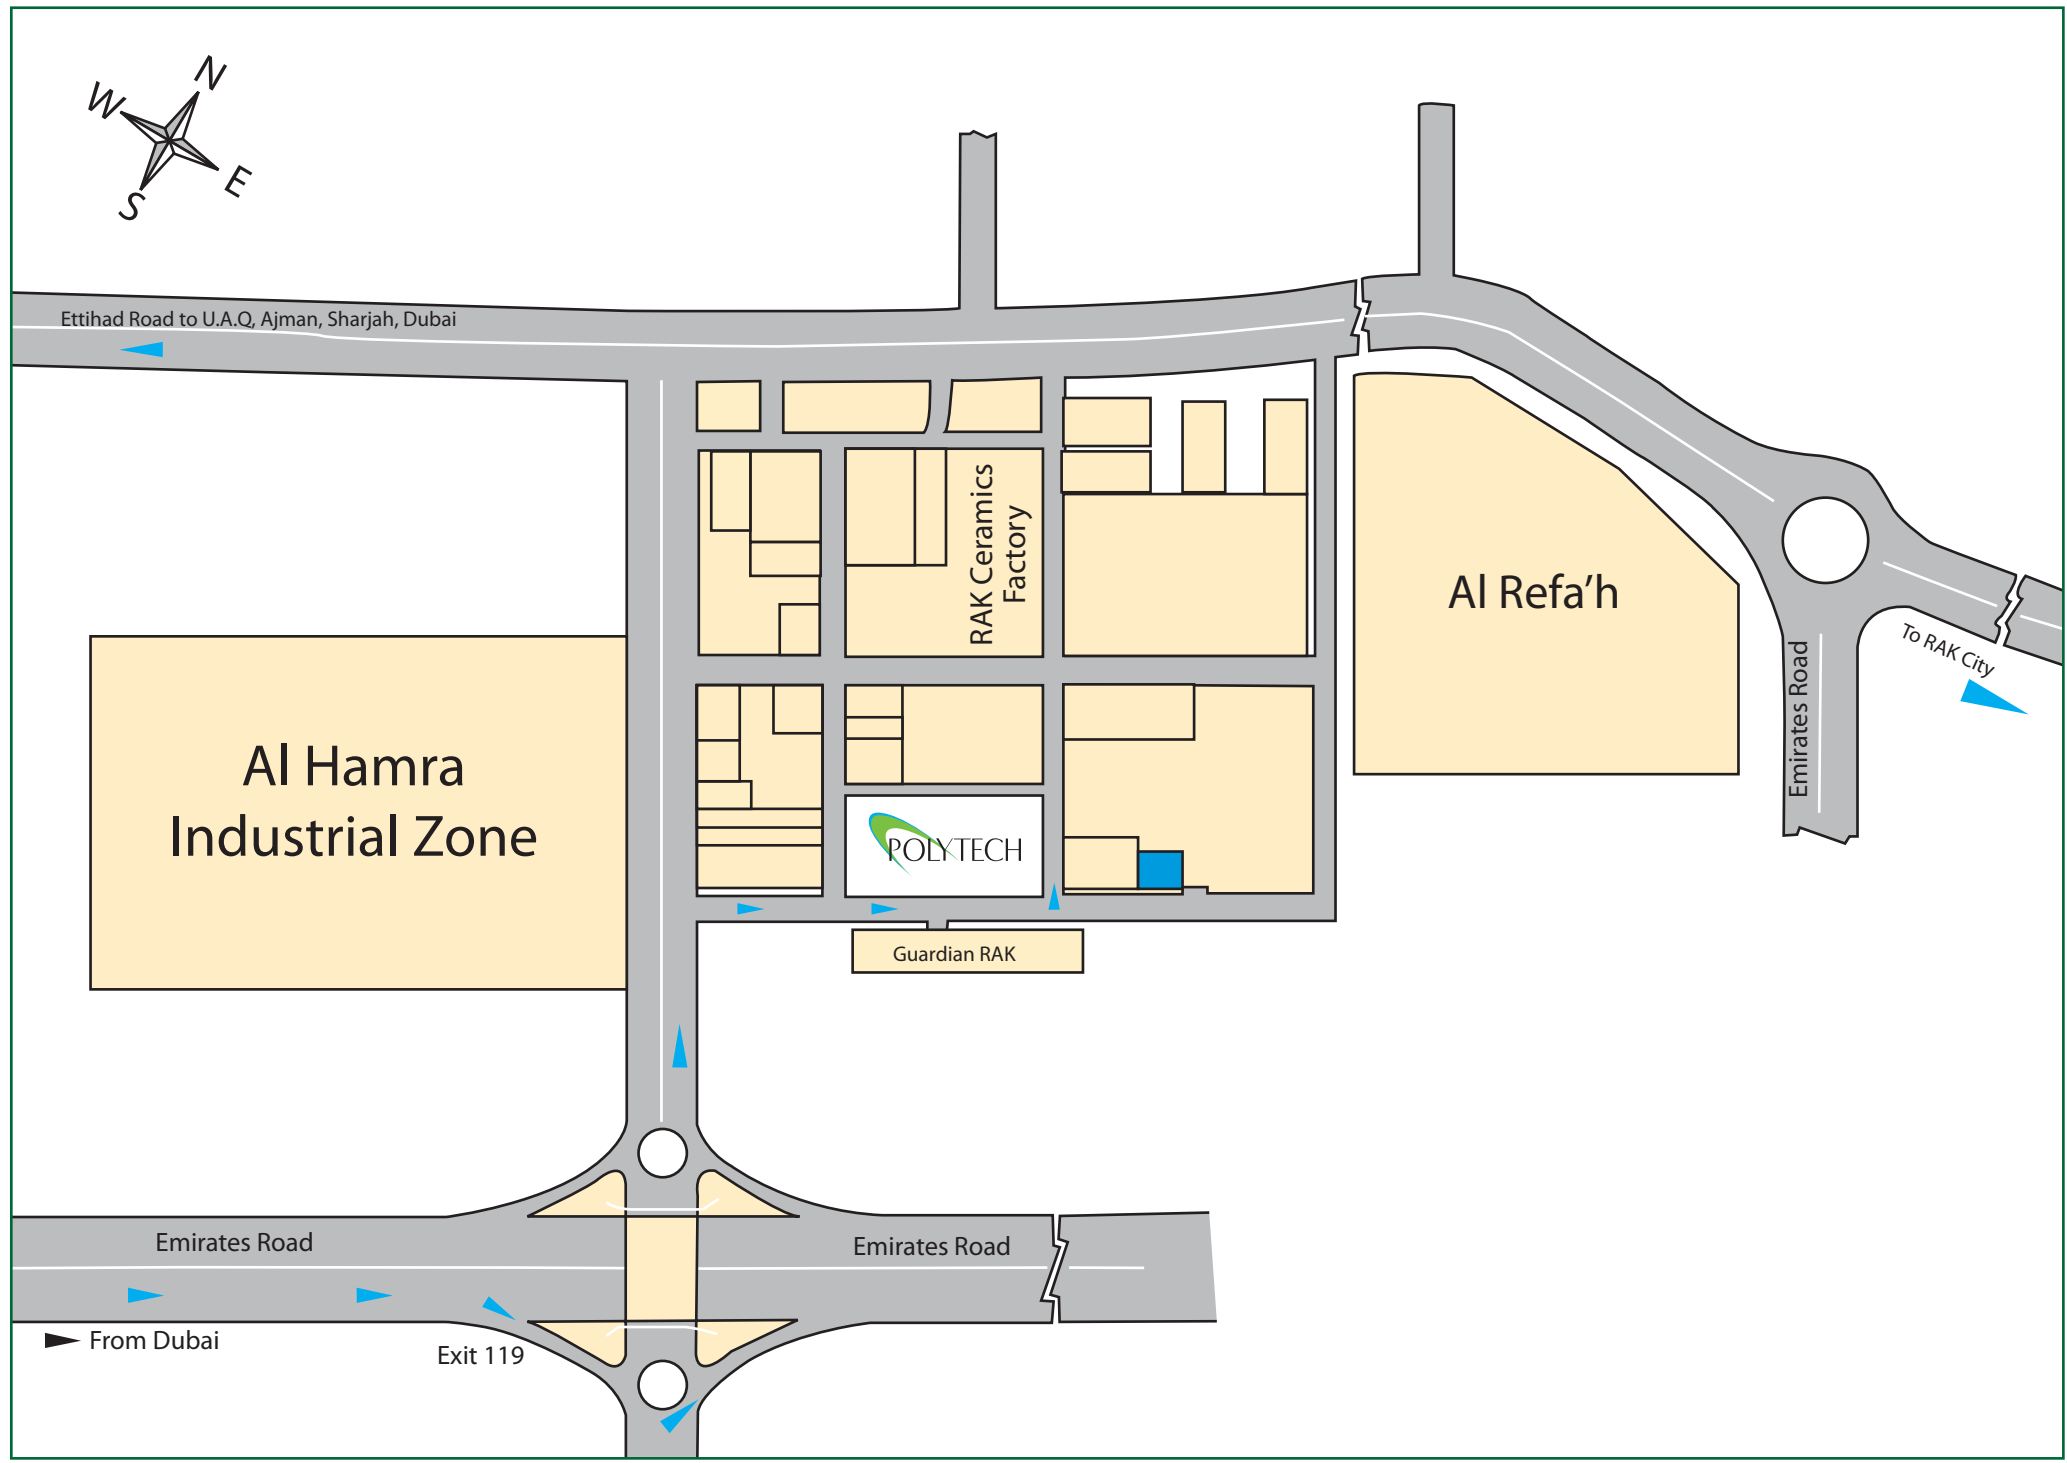 N
W
E
S
Ettihad Road to U.A.Q, Ajman, Sharjah, Dubai
RAK Ceramics
Factory
Al Refa’h
To RAK City
Emirates Road
Al Hamra
Industrial Zone
POLYTECH
Guardian RAK
Emirates Road
Emirates Road
From Dubai
Exit 119